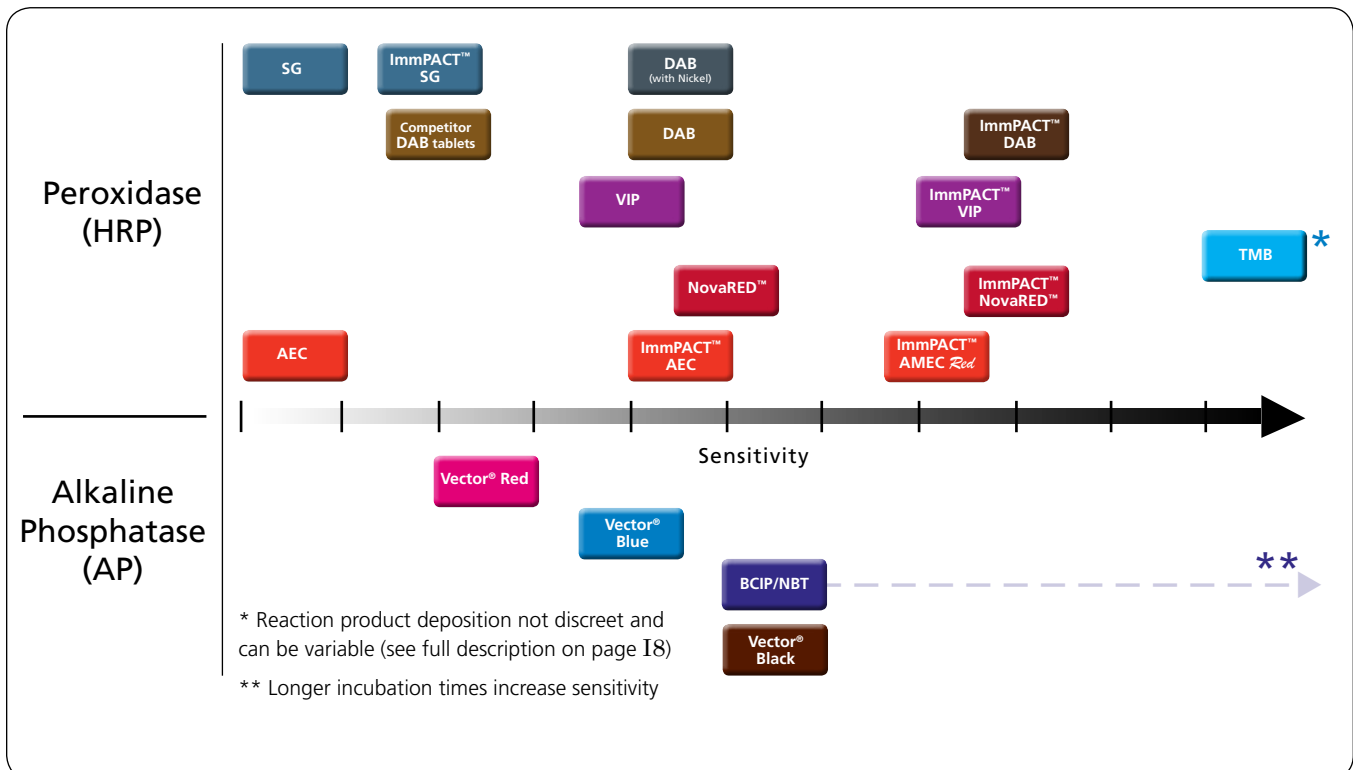 Peroxidase
(HRP)
SG
ImmPACT™
SG
DAB
(with Nickel)
Competitor
DAB tablets
DAB
ImmPACT™
DAB
VIP
ImmPACT™
VIP
TMB
*
NovaRED™
ImmPACT™
NovaRED™
AEC
ImmPACT™
AEC
ImmPACT™
AMEC Red
Sensitivity
Alkaline
Phosphatase
(AP)
Vector® Red
Vector®
Blue
BCIP/NBT
**
Vector®
Black
* Reaction product deposition not discreet and
can be variable (see full description on page I8)
** Longer incubation times increase sensitivity